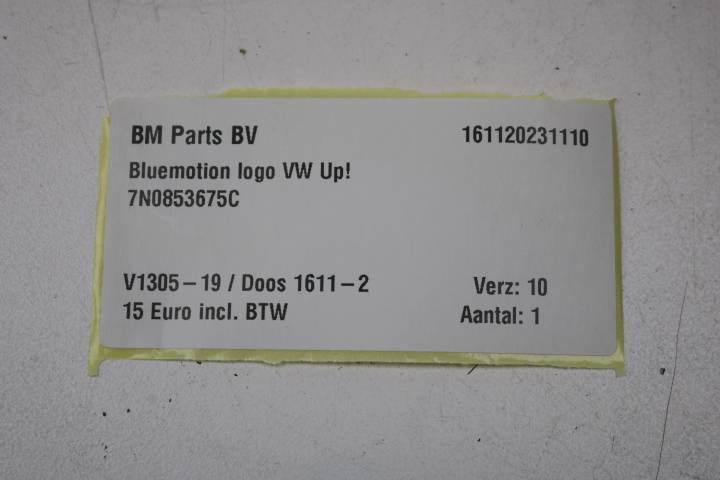 BM Parts BV 161120231110
Bluemotion logo VW Up!
7N0853675C
V1305-19 / Doos 1611-2 Verz: 10
15 Euro incl. BTW Aantal: 1